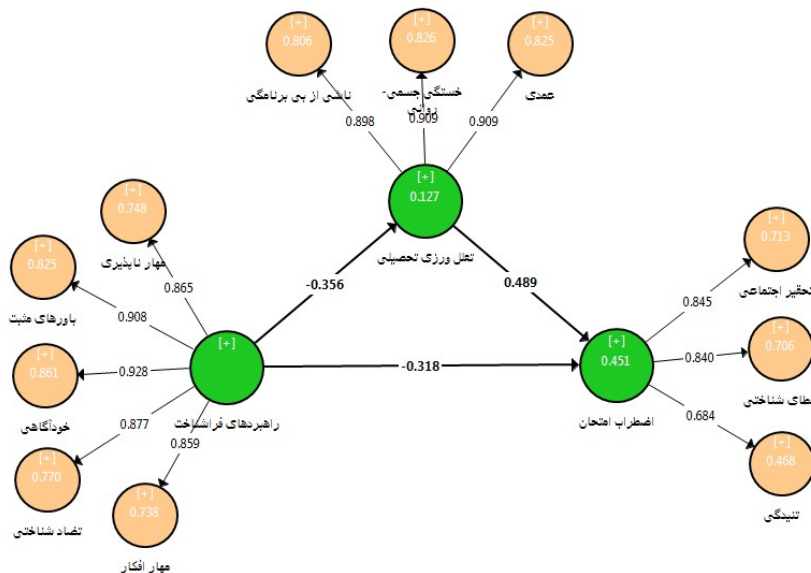 [+]
0.806
ناشی از بی برنامگی
[+]
0.826
خستگی جسمی-
روانی
[+]
0.825
عمدی
0.898
0.909
0.909
[+]
0.127
تعلل ورزی تحصیلی
[+]
0.748
مهار ناپذیری
[+]
0.825
باورهای مثبت
[+]
0.861
خودآگاهی
[+]
0.770
تضاد شناختی
[+]
0.738
مهار افکار
0.865
0.908
0.928
0.877
0.859
[+]
راهبردهای فراشناخت
-0.356
0.489
-0.318
[+]
0.451
اضطراب امتحان
0.845
0.840
0.684
[+]
0.713
تحقیر اجتماعی
[+]
0.706
شناختی
[+]
0.468
تنیدگی